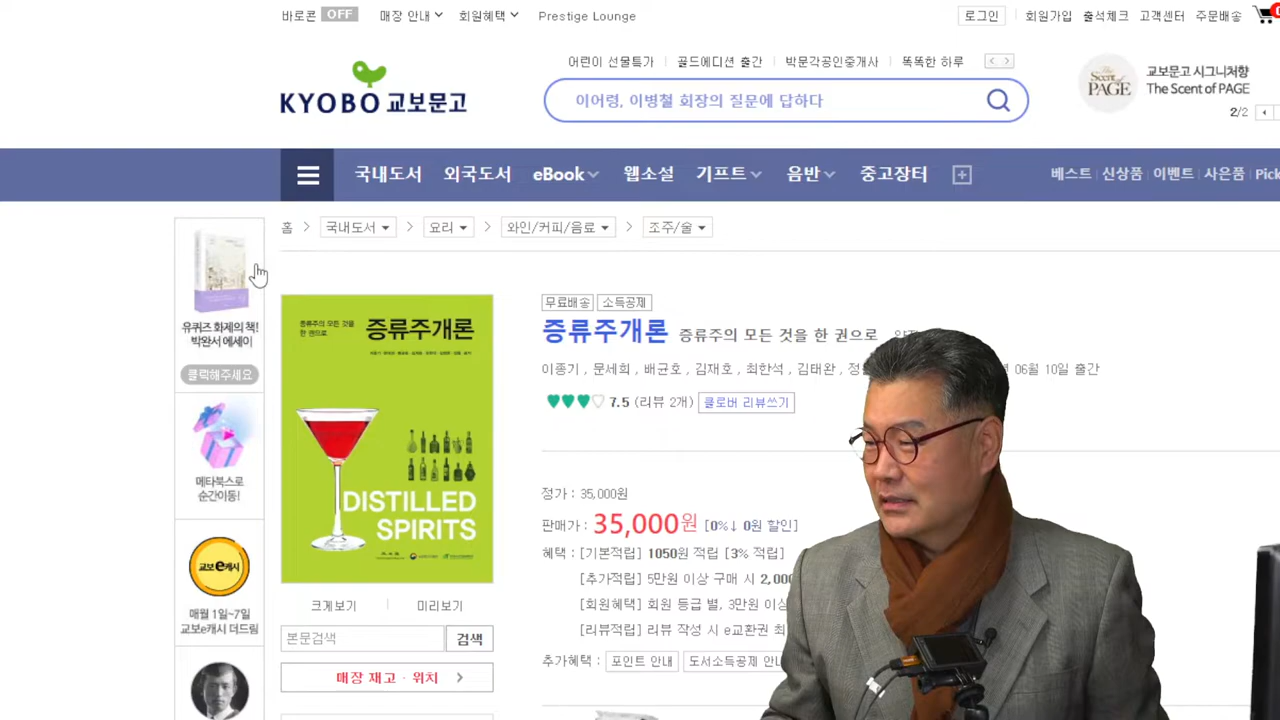 바로콘 OFF 매장 안내 회원혜택 Prestige Lounge 로그인 회원가입 출석체크 고객센터 주문배송
KYOBO 교보문고
어린이 선물특가 골드에디션 출간 박문각공인중개사 똑똑한 하루
이어령, 이병철 회장의 질문에 답하다
The Scent of PAGE
교보문고 시그니처향
The Scent of PAGE
2/2
국내도서 외국도서 eBook 웹소설 기프트 음반 중고장터 베스트 신상품 이벤트 사은품 Pick
홈 > 국내도서 > 요리 > 와인/커피/음료 > 조주/술
유퀴즈 화제의 책!
박완서 에세이
클릭해주세요
메타북스로
순간이동!
교보e캐시
매월 1일~7일
교보e캐시 더드림
증류주의 모든 것을
한 권으로
증류주개론
DISTILLED
SPIRITS
크게보기 미리보기
본문검색 검색
매장 재고 · 위치 >
무료배송 소득공제
증류주개론 증류주의 모든 것을 한 권으로
이종기 , 문세희 , 배균호 , 김재호 , 최한석 , 김태완 , 06월 10일 출간
7.5 (리뷰 2개) 클로버 리뷰쓰기
정가 : 35,000원
판매가 : 35,000원 [0%↓ 0원 할인]
혜택 : [기본적립] 1050원 적립 [3% 적립]
[추가적립] 5만원 이상 구매 시
[회원혜택] 회원 등급 별, 3만원 이상
[리뷰적립] 리뷰 작성 시 e교환권 최
추가혜택 : 포인트 안내 도서소득공제 안내